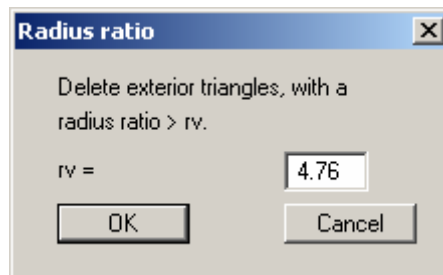 Radius ratio
Delete exterior triangles, with a
radius ratio > rv.
rv =
4.76
OK
Cancel